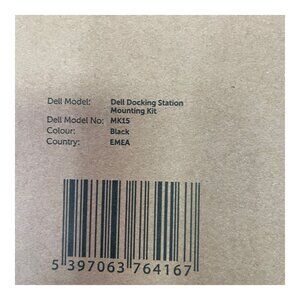 Dell Model: Dell Docking Station
Mounting Kit
Dell Model No: MK15
Colour: Black
Country: EMEA
5 397063 764167